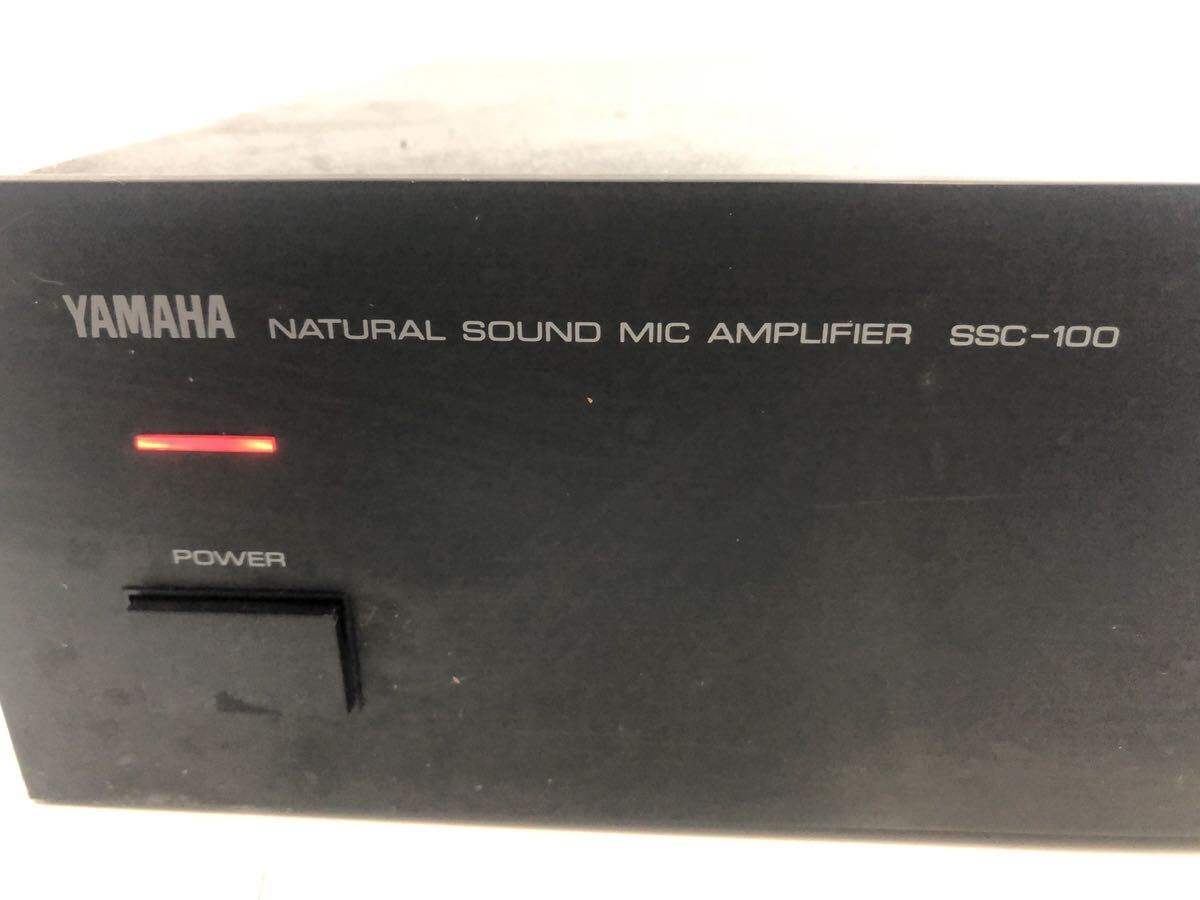 YAMAHA NATURAL SOUND MIC AMPLIFIER SSC-100
POWER